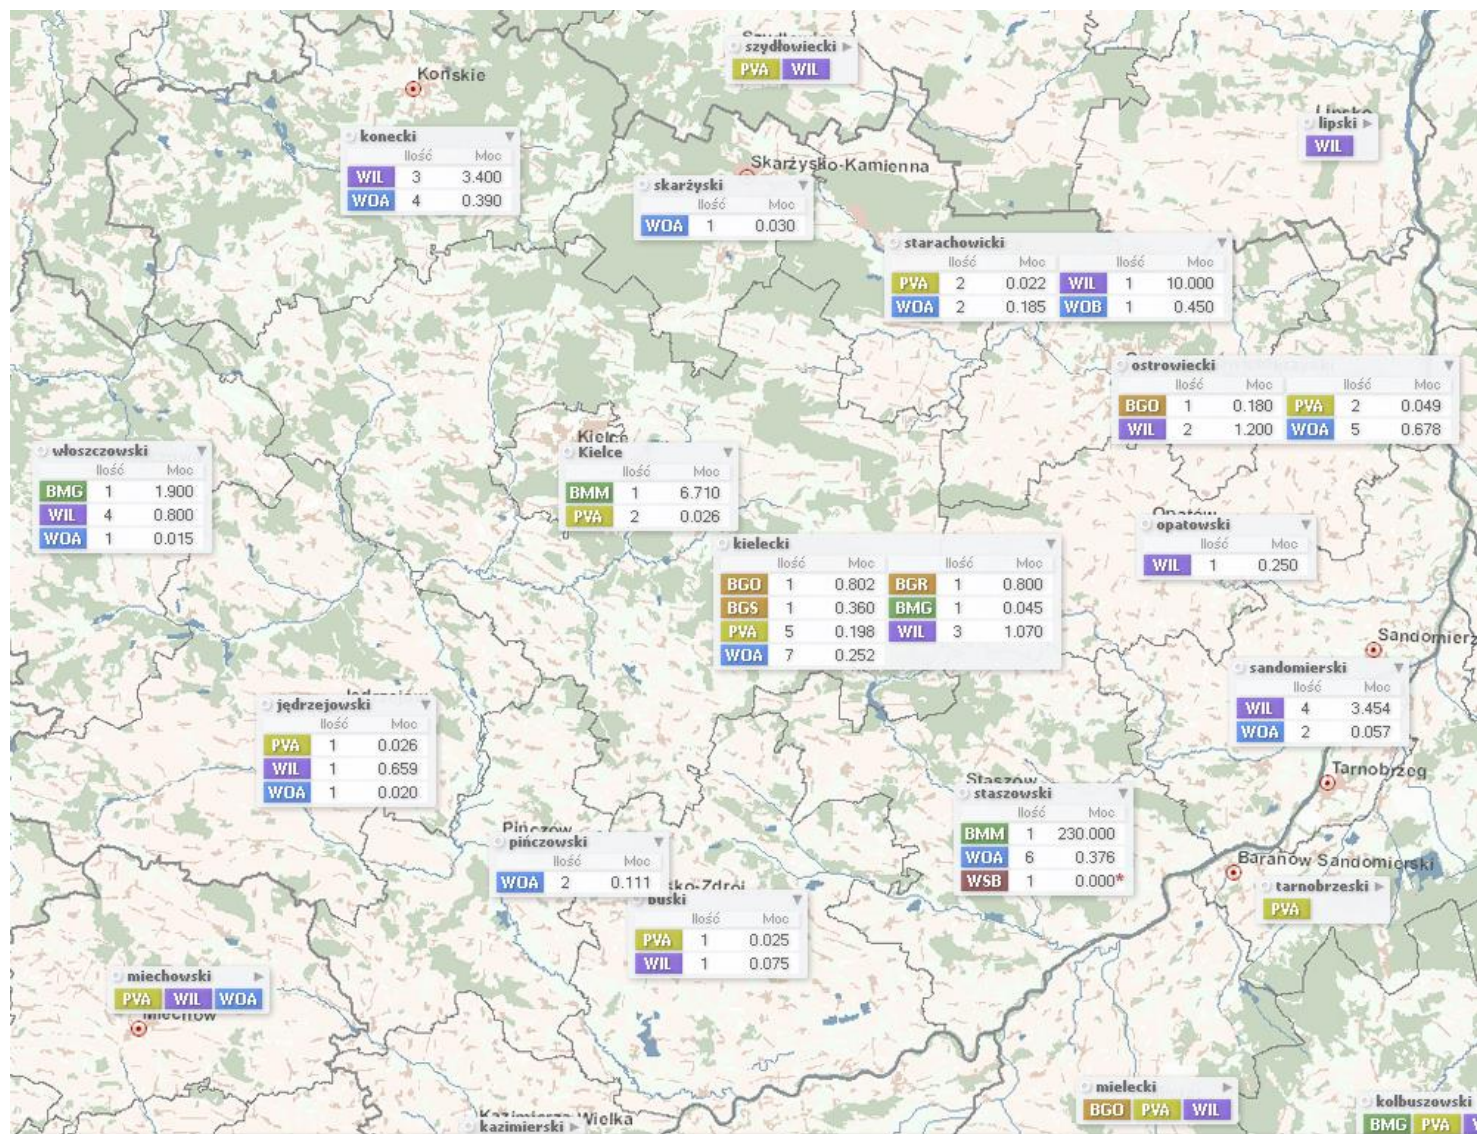 szydłowiecki
PVA WIL
Końskie
lipski
WIL
konecki
Ilość Moc
WIL 3 3.400
WOA 4 0.390
Skarżysko-Kamienna
skarżyski
Ilość Moc
WOA 1 0.030
starachowicki
Ilość Moc Ilość Moc
PVA 2 0.022 WIL 1 10.000
WOA 2 0.185 WOB 1 0.450
ostrowiecki
Ilość Moc Ilość Moc
BGO 1 0.180 PVA 2 0.049
WIL 2 1.200 WOA 5 0.678
włoszczowski
Ilość Moc
BMG 1 1.900
WIL 4 0.800
WOA 1 0.015
Kielce
Kielce
Ilość Moc
BMM 1 6.710
PVA 2 0.026
Opatów
opatowski
Ilość Moc
WIL 1 0.250
kielecki
Ilość Moc Ilość Moc
BGO 1 0.802 BGR 1 0.800
BGS 1 0.360 BMG 1 0.045
PVA 5 0.198 WIL 3 1.070
WOA 7 0.252
Sandomierz
sandomierski
Ilość Moc
WIL 4 3.454
WOA 2 0.057
jędrzejowski
Ilość Moc
PVA 1 0.026
WIL 1 0.659
WOA 1 0.020
Tarnobrzeg
Staszow
staszowski
Ilość Moc
BMM 1 230.000
WOA 6 0.376
WSB 1 0.000*
Pińczow
pińczowski
Ilość Moc
WOA 2 0.111
Baranów Sandomierski
tarnobrzeski
PVA
sko-Zdrój
buski
Ilość Moc
PVA 1 0.025
WIL 1 0.075
miechowski
PVA WIL WOA
Miechów
mielecki
BGO PVA WIL
kolbuszowski
BMG PVA
Kazimierza Wielka
kazimierski